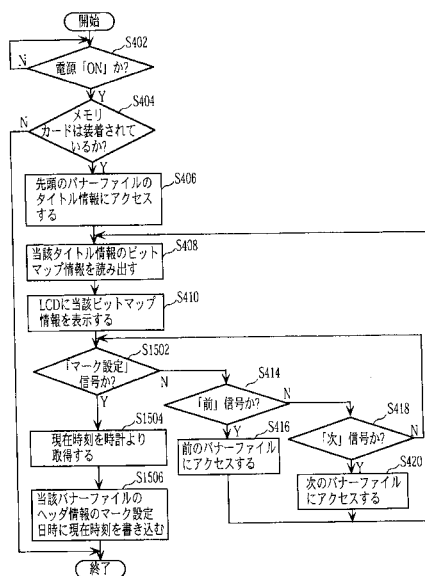 開始
S402
N
電源「ON」か?
Y
S404
N
メモリ
カードは装着されて
いるか?
Y
S406
先頭のバナーファイルの
タイトル情報にアクセス
する
S408
当該タイトル情報のビット
マップ情報を読み出す
S410
LCDに当該ビットマップ
情報を表示する
S1502
「マーク設定」
信号か?
N
Y
S414
「前」信号か?
N
Y
S418
「次」信号か?
N
Y
S1504
現在時刻を時計より
取得する
S416
前のバナーファイル
にアクセスする
S420
次のバナーファイル
にアクセスする
S1506
当該バナーファイルの
ヘッダ情報のマーク設定
日時に現在時刻を書き込む
終了